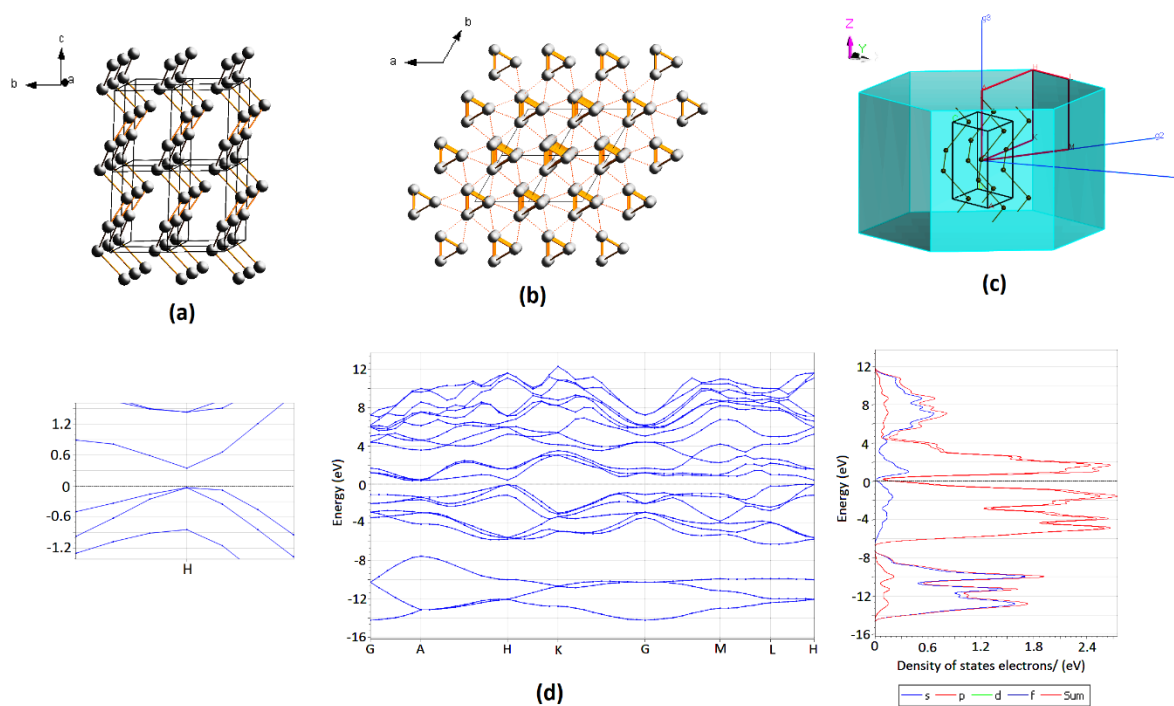 c
b
a
(a)
b
a
(b)
Z
Y
g3
g2
H
K
M
(c)
1.2
0.6
0
-0.6
-1.2
H
Energy (eV)
12
8
4
0
-4
-8
-12
-16
G A H K G M L H
(d)
Energy (eV)
12
8
4
0
-4
-8
-12
-16
0 0.6 1.2 1.8 2.4
Density of states electrons/ (eV)
s p d f Sum